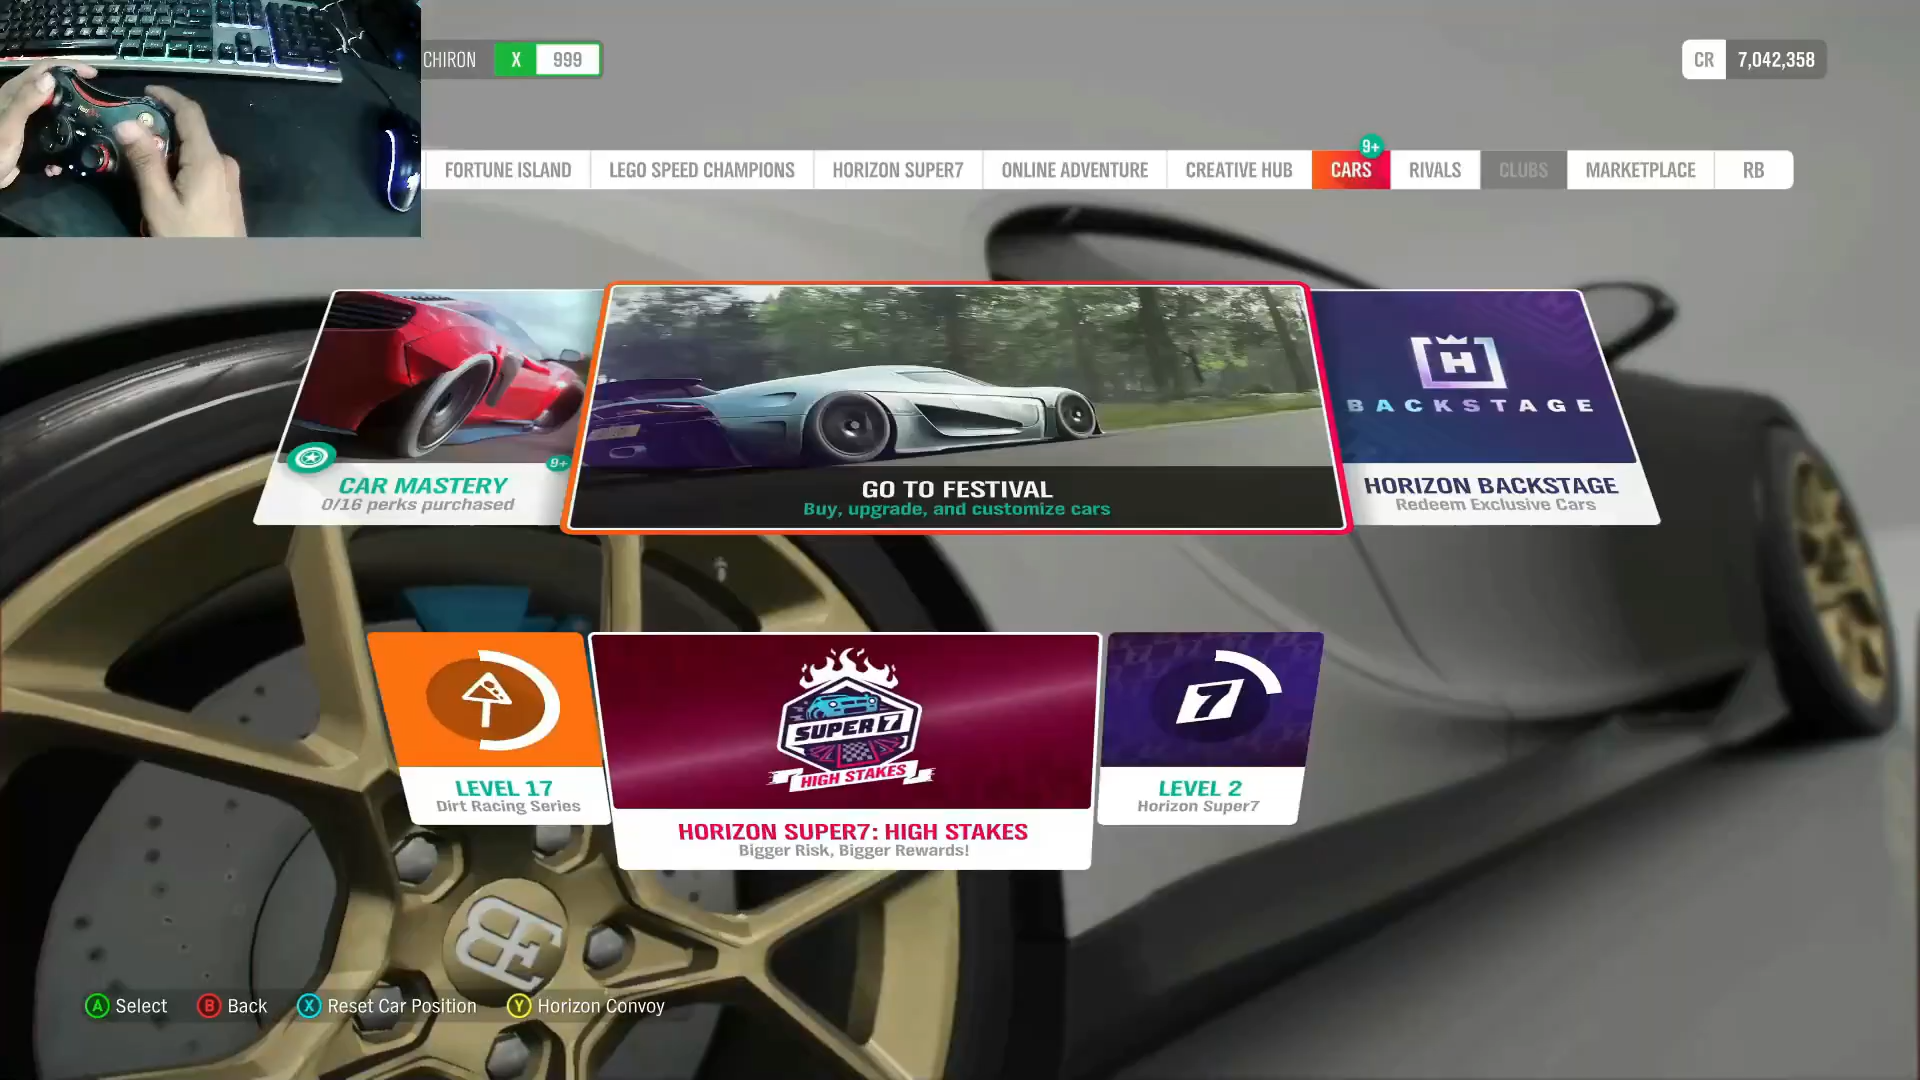 CHIRON X 999
CR 7,042,358
9+
FORTUNE ISLAND LEGO SPEED CHAMPIONS HORIZON SUPER7 ONLINE ADVENTURE CREATIVE HUB CARS RIVALS CLUBS MARKETPLACE RB
H
BACKSTAGE
9+
CAR MASTERY
0/16 perks purchased
GO TO FESTIVAL
Buy, upgrade, and customize cars
HORIZON BACKSTAGE
Redeem Exclusive Cars
7
SUPER7
HIGH STAKES
LEVEL 17
Dirt Racing Series
HORIZON SUPER7: HIGH STAKES
Bigger Risk, Bigger Rewards!
LEVEL 2
Horizon Super7
A Select B Back X Reset Car Position Y Horizon Convoy